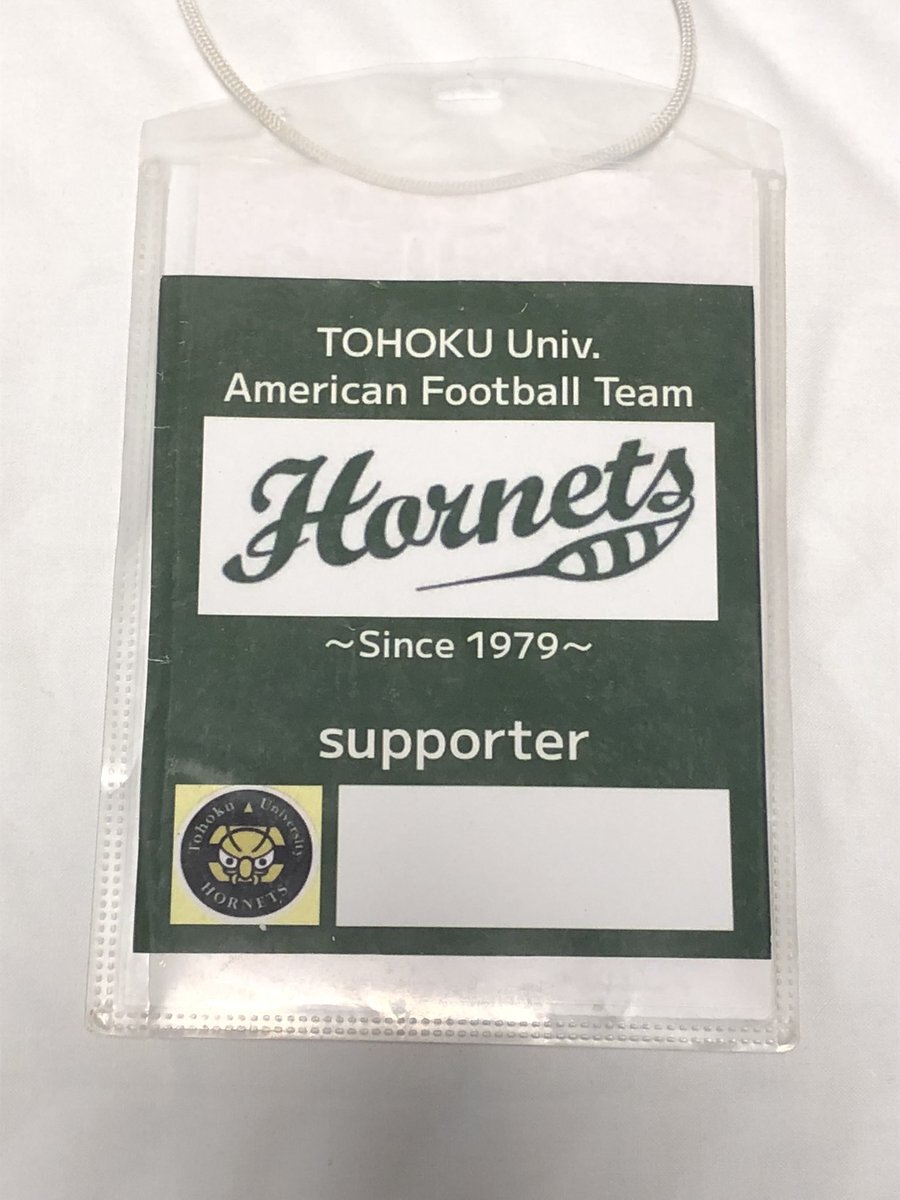 TOHOKU Univ.
American Football Team
Hornets
～Since 1979～
supporter
Tohoku ▲ University
HORNETS